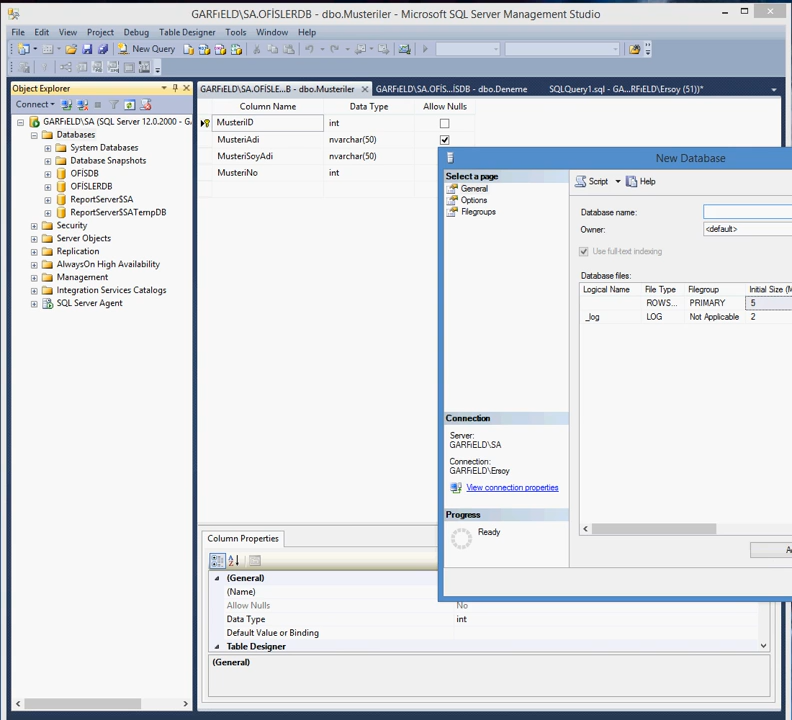 GARFıELD\SA.OFİSLERDB - dbo.Musteriler - Microsoft SQL Server Management Studio
File Edit View Project Debug Table Designer Tools Window Help
New Query
Object Explorer
Connect
GARFıELD\SA (SQL Server 12.0.2000 - G
Databases
System Databases
Database Snapshots
OFİSDB
OFİSLERDB
ReportServer$SA
ReportServer$SATempDB
Security
Server Objects
Replication
AlwaysOn High Availability
Management
Integration Services Catalogs
SQL Server Agent
GARFıELD\SA.OFİSLE...B - dbo.Musteriler
GARFıELD\SA.OFİS...İSDB - dbo.Deneme
SQLQuery1.sql - GA...RFıELD\Ersoy (51))*
Column Name Data Type Allow Nulls
MusteriID int
MusteriAdi nvarchar(50)
MusteriSoyAdi nvarchar(50)
MusteriNo int
Column Properties
(General)
(Name)
Allow Nulls No
Data Type int
Default Value or Binding
Table Designer
(General)
New Database
Select a page
General
Options
Filegroups
Connection
Server:
GARFıELD\SA
Connection:
GARFıELD\Ersoy
View connection properties
Progress
Ready
Script Help
Database name:
Owner: <default>
Use full-text indexing
Database files:
Logical Name File Type Filegroup Initial Size (M
ROWS... PRIMARY 5
_log LOG Not Applicable 2
A